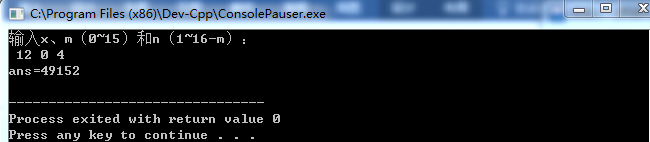 C:\Program Files (x86)\Dev-Cpp\ConsolePauser.exe
输入x、m（0~15）和n（1~16-m）：
12 0 4
ans=49152
--------------------------------
Process exited with return value 0
Press any key to continue . . .